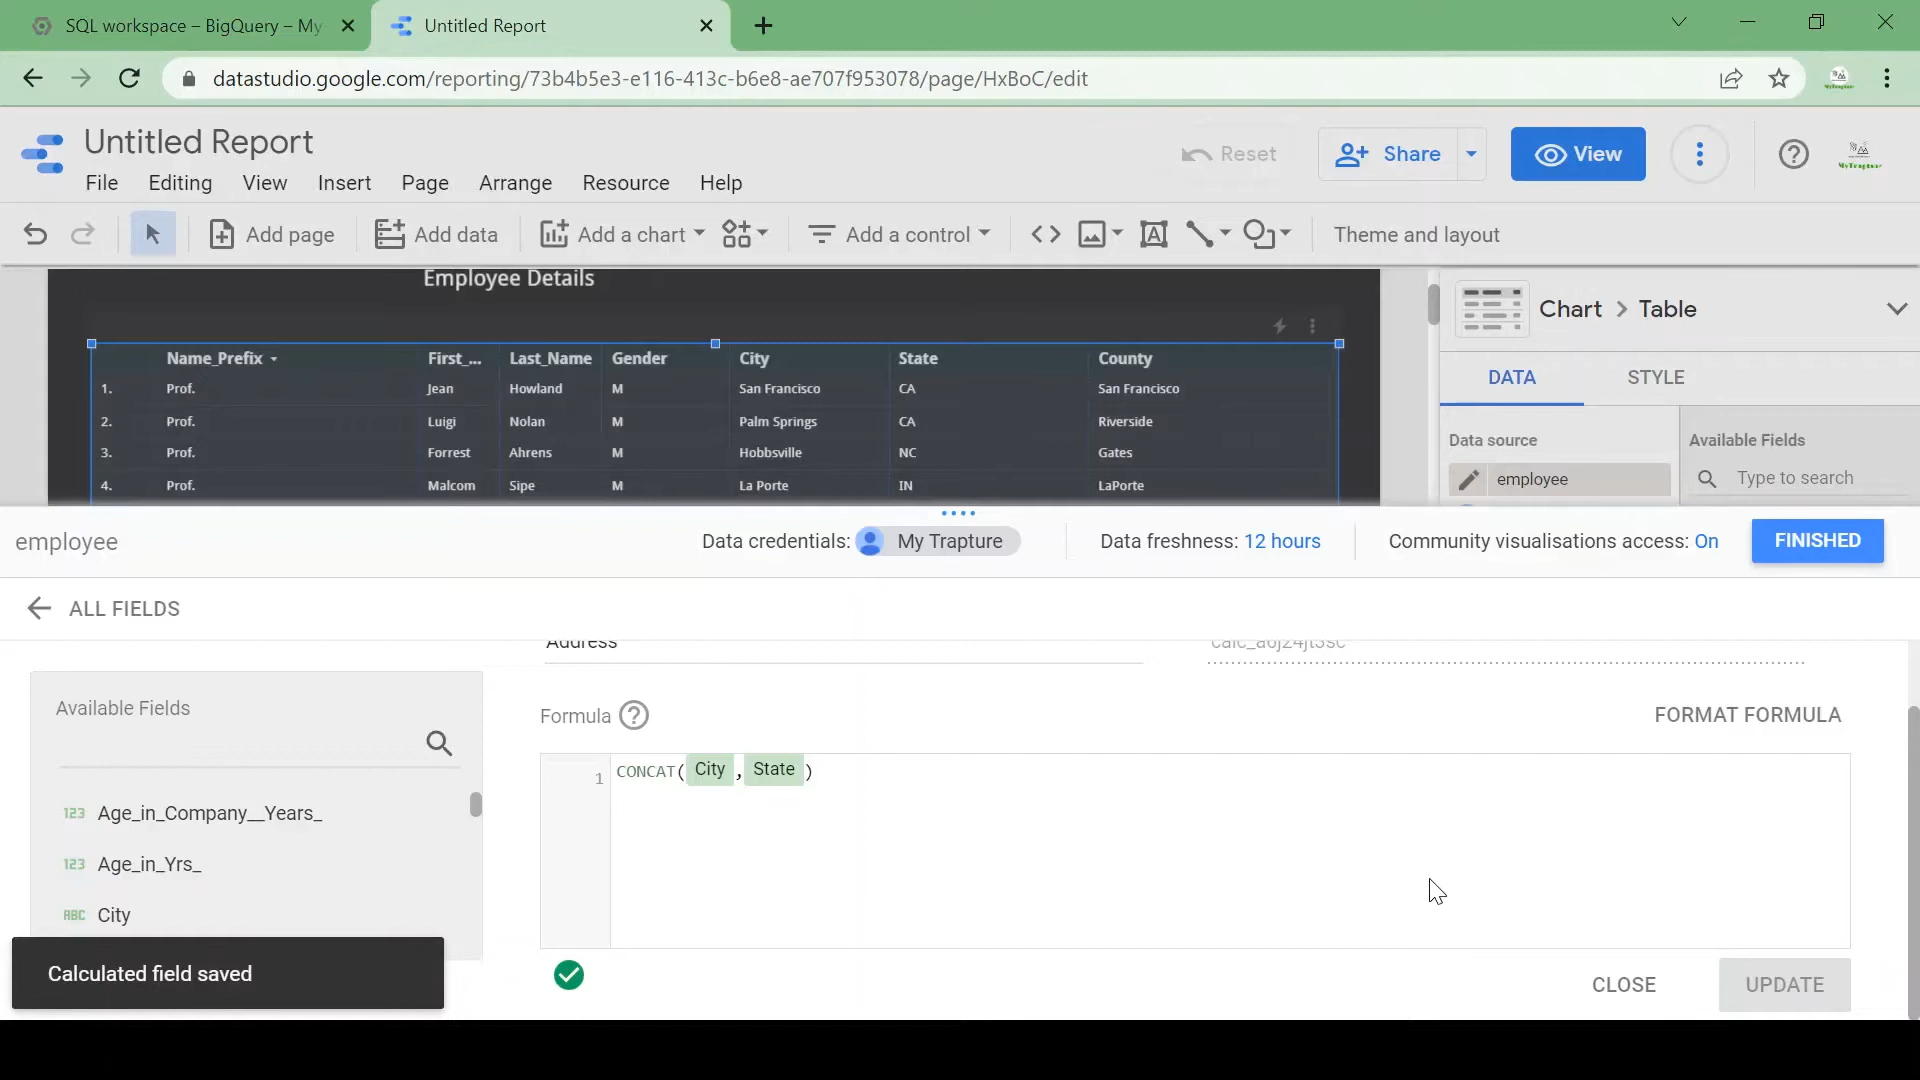 SQL workspace – BigQuery – My
Untitled Report
datastudio.google.com/reporting/73b4b5e3-e116-413c-b6e8-ae707f953078/page/HxBoC/edit
Untitled Report
Reset
Share
View
File Editing View Insert Page Arrange Resource Help
Add page
Add data
Add a chart
Add a control
Theme and layout
Employee Details
Chart > Table
Name_Prefix First_... Last_Name Gender City State County
1. Prof. Jean Howland M San Francisco CA San Francisco
2. Prof. Luigi Nolan M Palm Springs CA Riverside
3. Prof. Forrest Ahrens M Hobbsville NC Gates
4. Prof. Malcom Sipe M La Porte IN LaPorte
DATA STYLE
Data source
Available Fields
employee
Type to search
employee
Data credentials: My Trapture
Data freshness: 12 hours
Community visualisations access: On
FINISHED
ALL FIELDS
Address
Available Fields
Formula
FORMAT FORMULA
1 CONCAT( City , State )
123 Age_in_Company__Years_
123 Age_in_Yrs_
ABC City
Calculated field saved
CLOSE
UPDATE